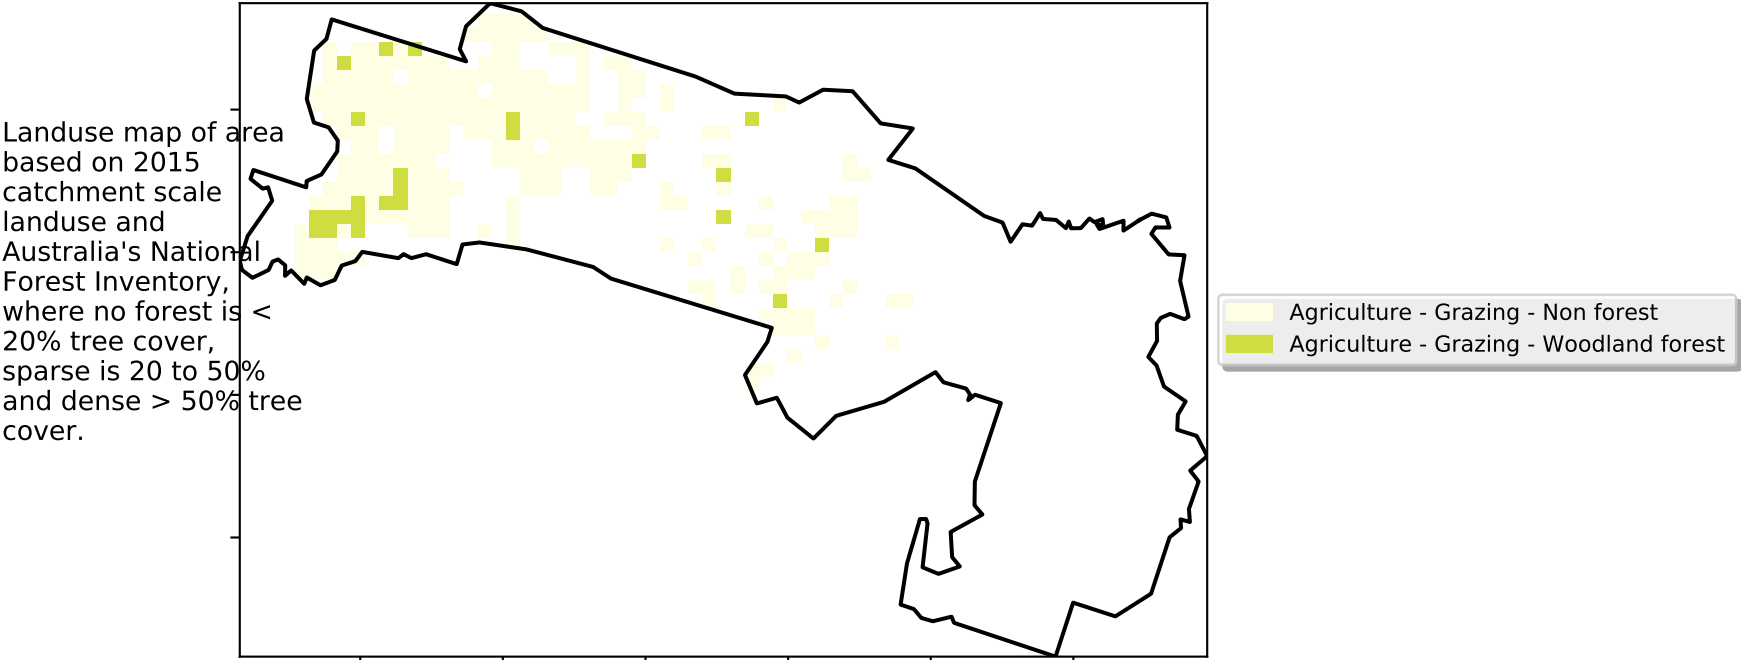 Landuse map of area
based on 2015
catchment scale
landuse and
Australia's National
Forest Inventory,
where no forest is <
20% tree cover,
sparse is 20 to 50%
and dense > 50% tree
cover.
Agriculture - Grazing - Non forest
Agriculture - Grazing - Woodland forest